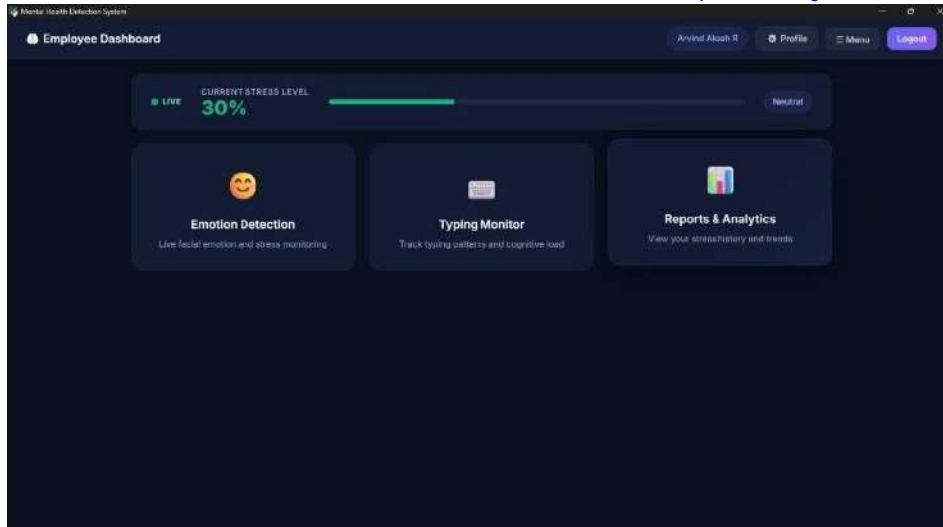 Mental Health Detection System
Employee Dashboard
Arvind Akash R
Profile
Menu
Logout
LIVE
CURRENT STRESS LEVEL
30%
Neutral
Emotion Detection
Live facial emotion and stress monitoring
Typing Monitor
Track typing patterns and cognitive load
Reports & Analytics
View your stress history and trends